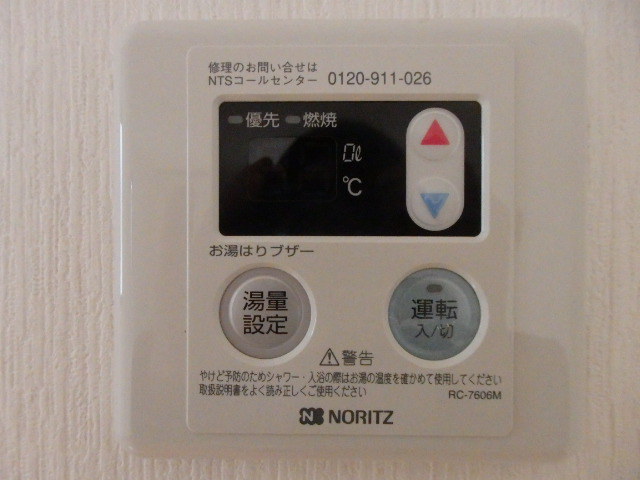 修理のお問い合せは
NTSコールセンター 0120-911-026
優先 燃焼
0ℓ
℃
お湯はりブザー
湯量
設定
運転
入/切
⚠警告
やけど予防のためシャワー・入浴の際はお湯の温度を確かめて使用してください
取扱説明書をよく読み正しくご使用ください
RC-7606M
NORITZ